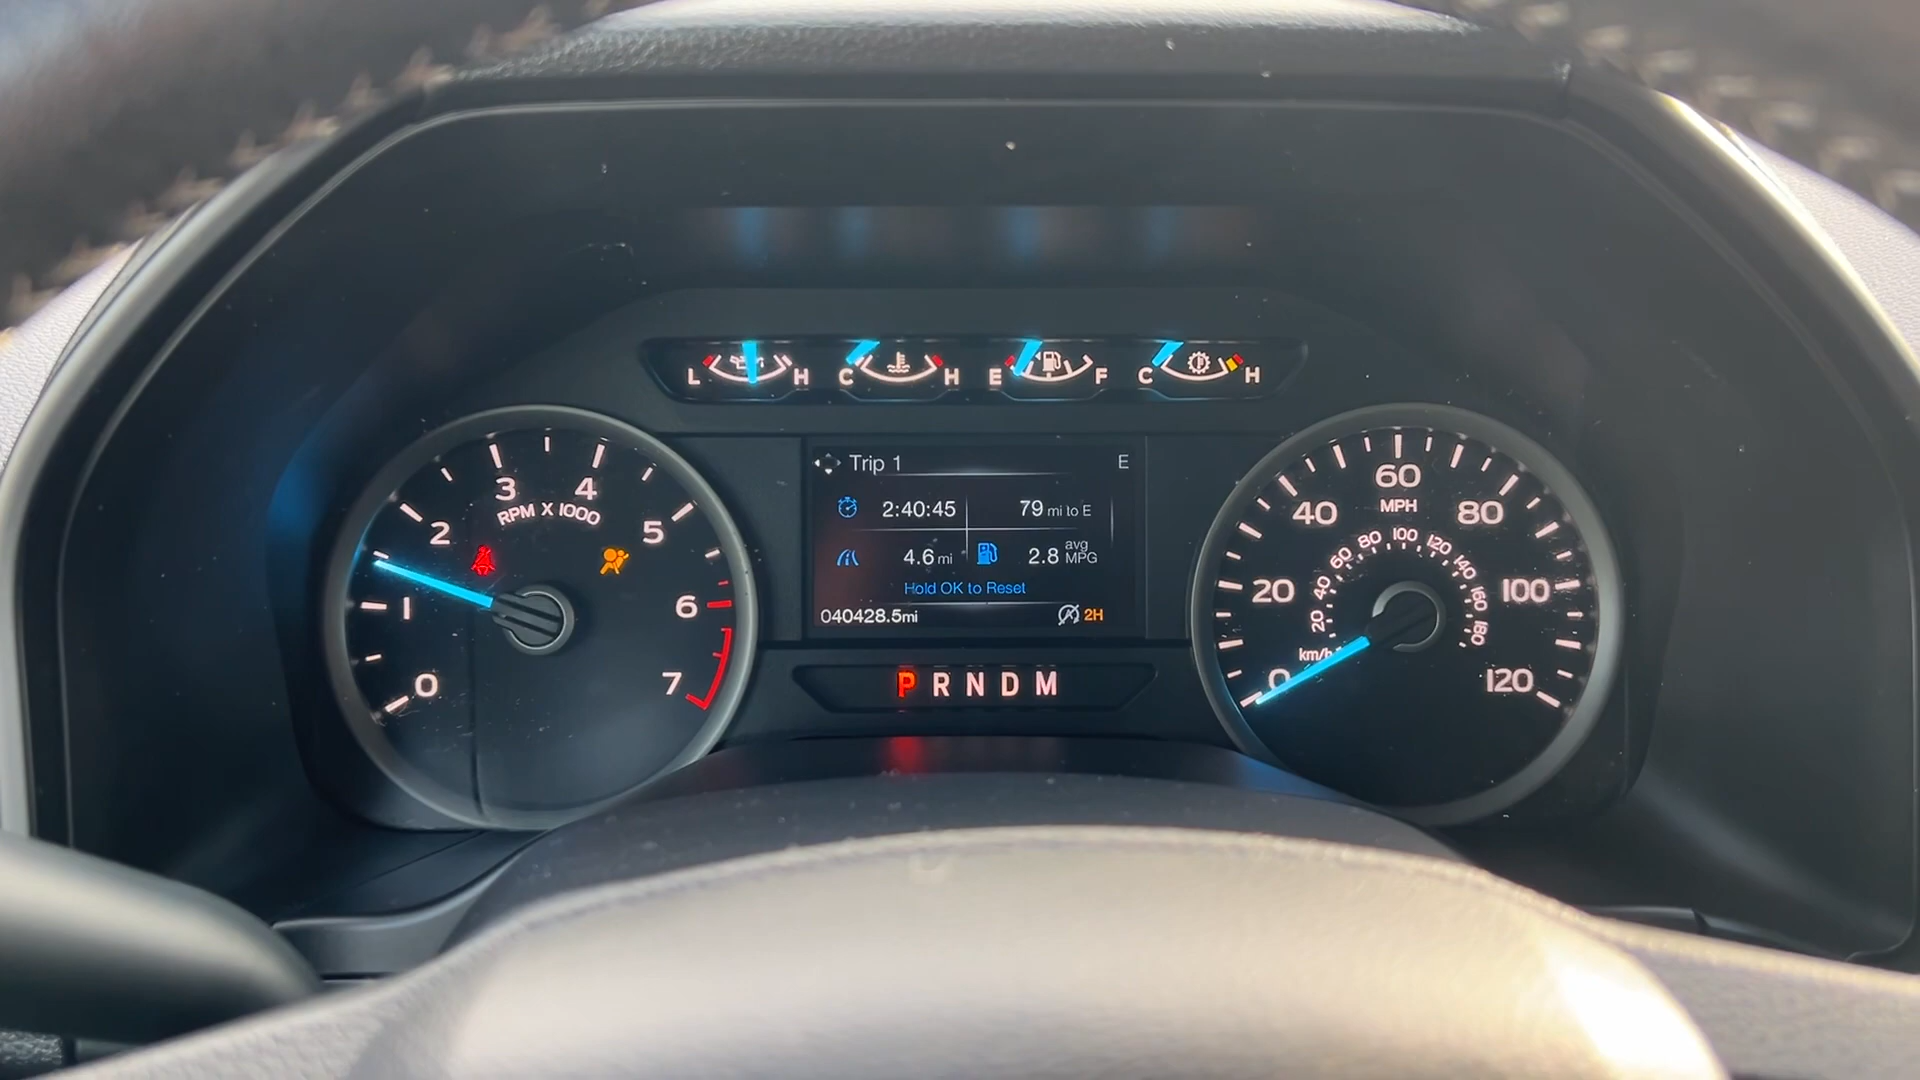 L H C H E F C H
3 4
RPM X 1000
2 5
1 6
0 7
Trip 1 E
2:40:45 79 mi to E
4.6 mi 2.8 avg MPG
Hold OK to Reset
040428.5mi 2H
P R N D M
60
MPH
40 80
20 100
0 120
20 40 60 80 100 120 140 160 180
km/h